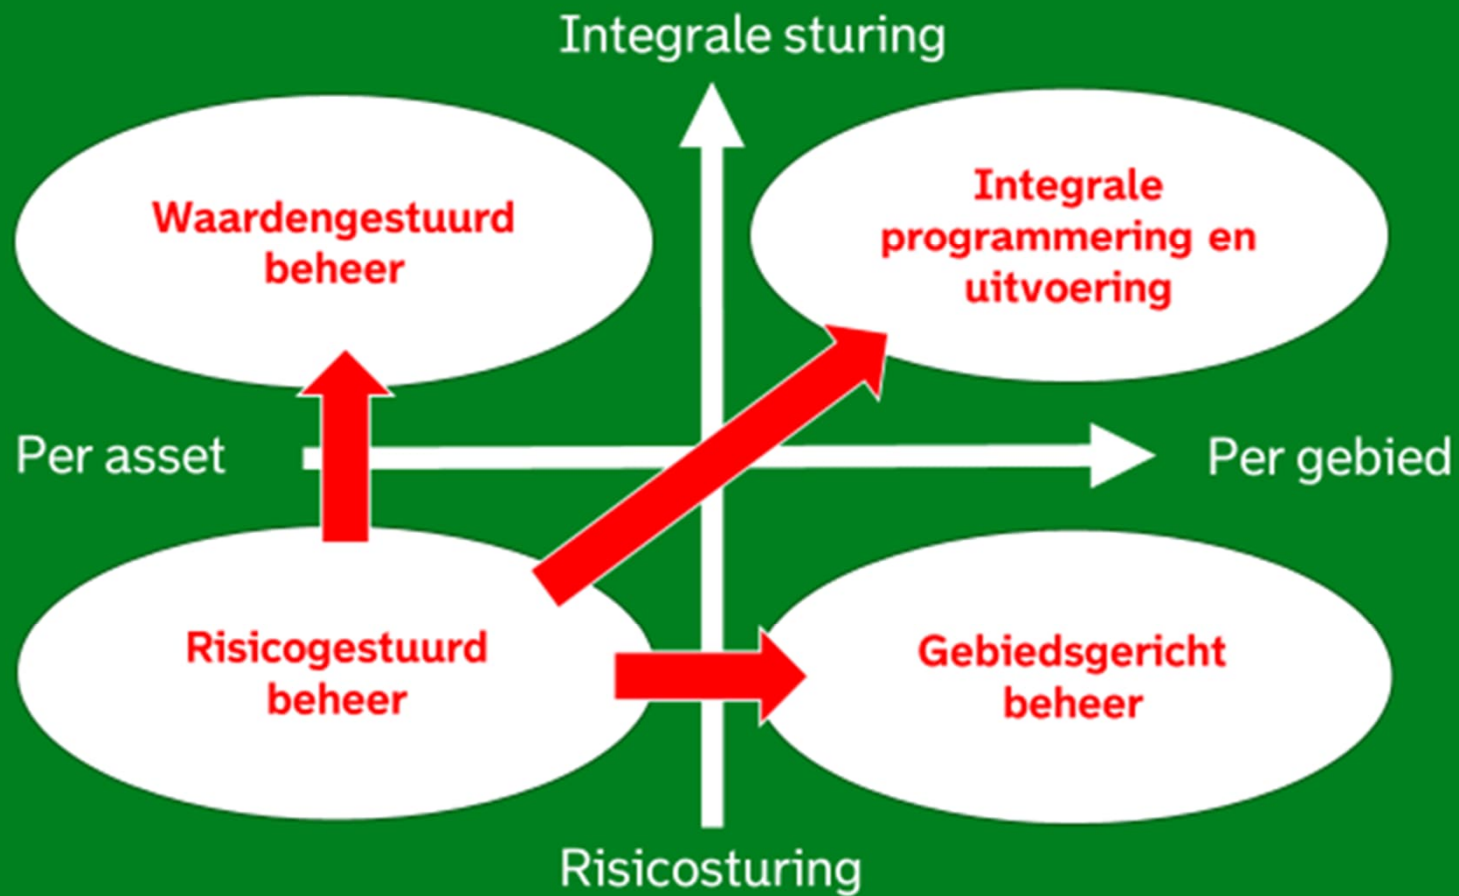 Integrale sturing
Waardengestuurd
beheer
Integrale
programmering en
uitvoering
Per asset
Per gebied
Risicogestuurd
beheer
Gebiedsgericht
beheer
Risicosturing